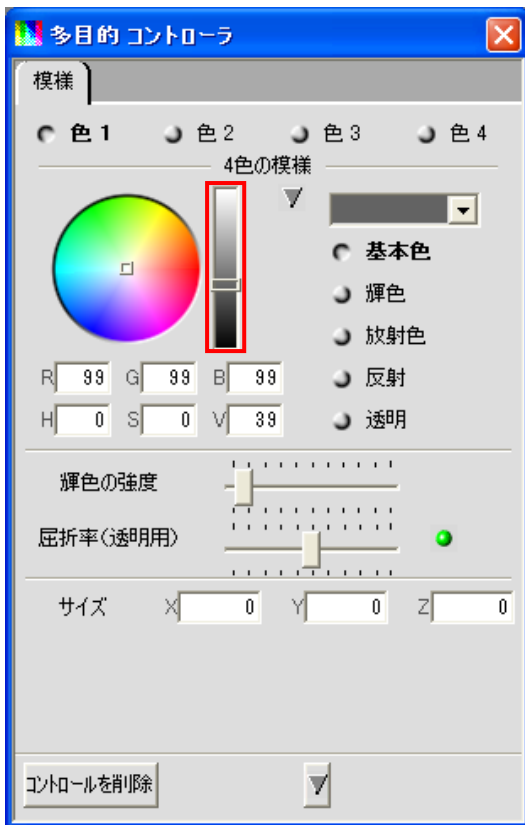 多目的 コントローラ
模様
色 1 色 2 色 3 色 4
4色の模様
基本色
輝色
放射色
R 99 G 99 B 99 反射
H 0 S 0 V 39 透明
輝色の強度
屈折率(透明用)
サイズ X 0 Y 0 Z 0
コントロールを削除